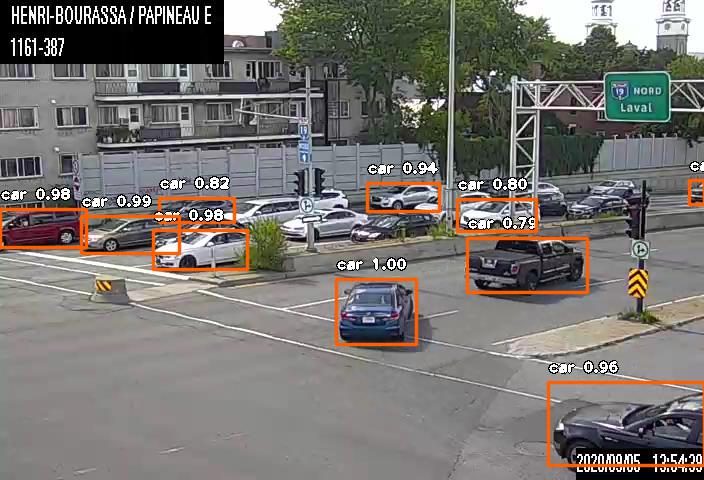 HENRI-BOURASSA / PAPINEAU E
1161-387
19 NORD
Laval
19
car 0.94
car 0.82
car 0.80
car 0.98
car 0.99
car 0.98
car 0.79
car 1.00
car 0.96
2020/09/05 13:54:39